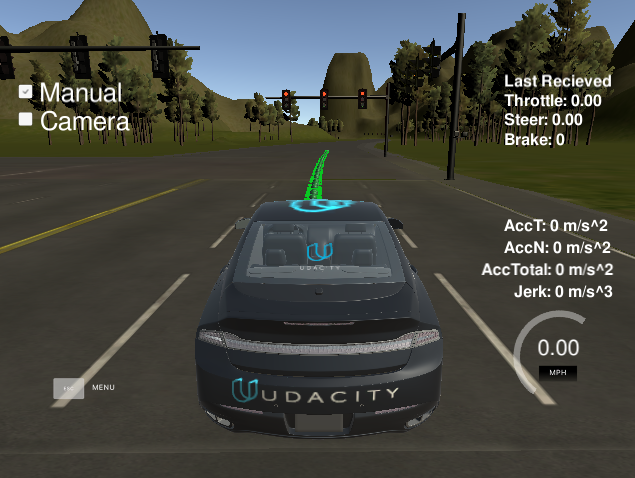 Manual
Camera
Last Recieved
Throttle: 0.00
Steer: 0.00
Brake: 0
AccT: 0 m/s^2
AccN: 0 m/s^2
AccTotal: 0 m/s^2
Jerk: 0 m/s^3
UDACITY
0.00
MPH
MENU
UDACITY